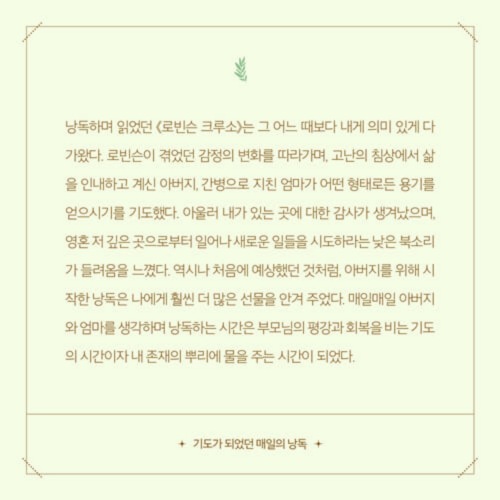 낭독하며 읽었던 《로빈슨 크루소》는 그 어느 때보다 내게 의미 있게 다
가왔다. 로빈슨이 겪었던 감정의 변화를 따라가며, 고난의 침상에서 삶
을 인내하고 계신 아버지, 간병으로 지친 엄마가 어떤 형태로든 용기를
얻으시기를 기도했다. 아울러 내가 있는 곳에 대한 감사가 생겨났으며,
영혼 저 깊은 곳으로부터 일어나 새로운 일들을 시도하라는 낮은 북소리
가 들려옴을 느꼈다. 역시나 처음에 예상했던 것처럼, 아버지를 위해 시
작한 낭독은 나에게 훨씬 더 많은 선물을 안겨 주었다. 매일매일 아버지
와 엄마를 생각하며 낭독하는 시간은 부모님의 평강과 회복을 비는 기도
의 시간이자 내 존재의 뿌리에 물을 주는 시간이 되었다.
기도가 되었던 매일의 낭독